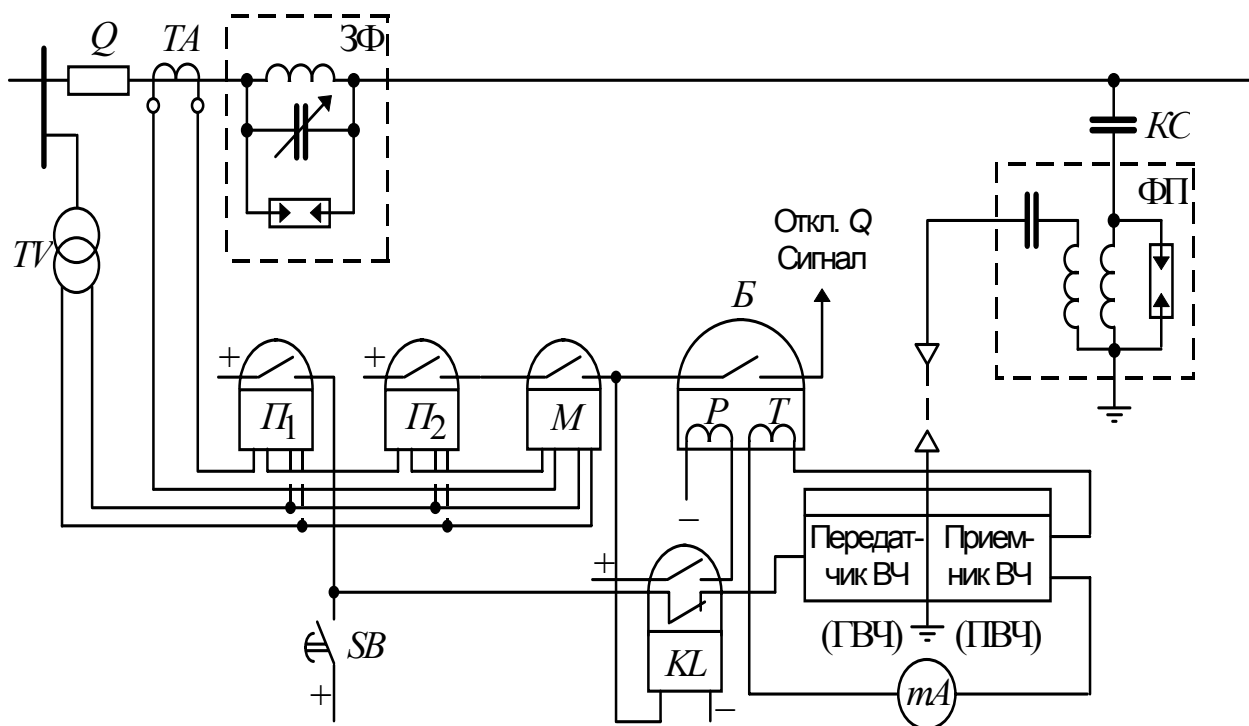 Q
TA
ЗФ
КС
ФП
TV
Откл. Q
Сигнал
Б
+
+
П1
П2
М
Р
Т
–
+
Передат-
чик ВЧ
Прием-
ник ВЧ
(ГВЧ)
(ПВЧ)
SB
+
KL
–
mA